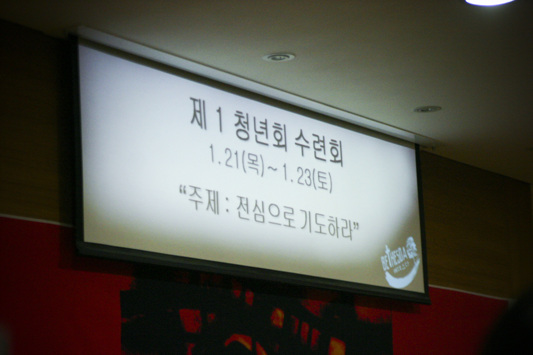 제 1 청년회 수련회
1.21(목)~1.23(토)
“주제 : 전심으로 기도하라”